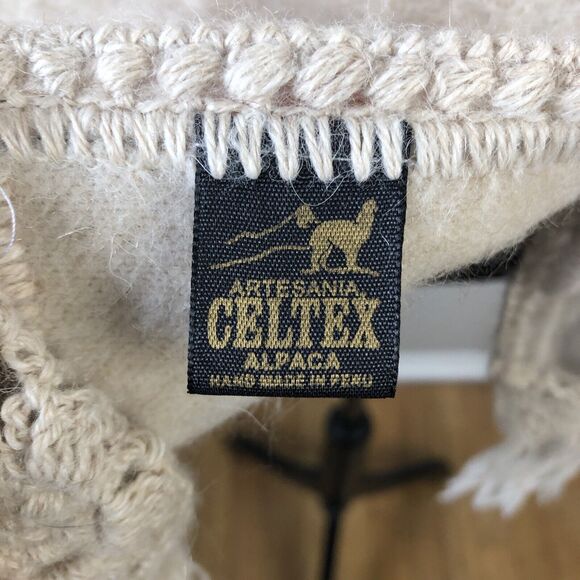 ARTESANIA
CELTEX
ALPACA
HAND MADE IN PERU